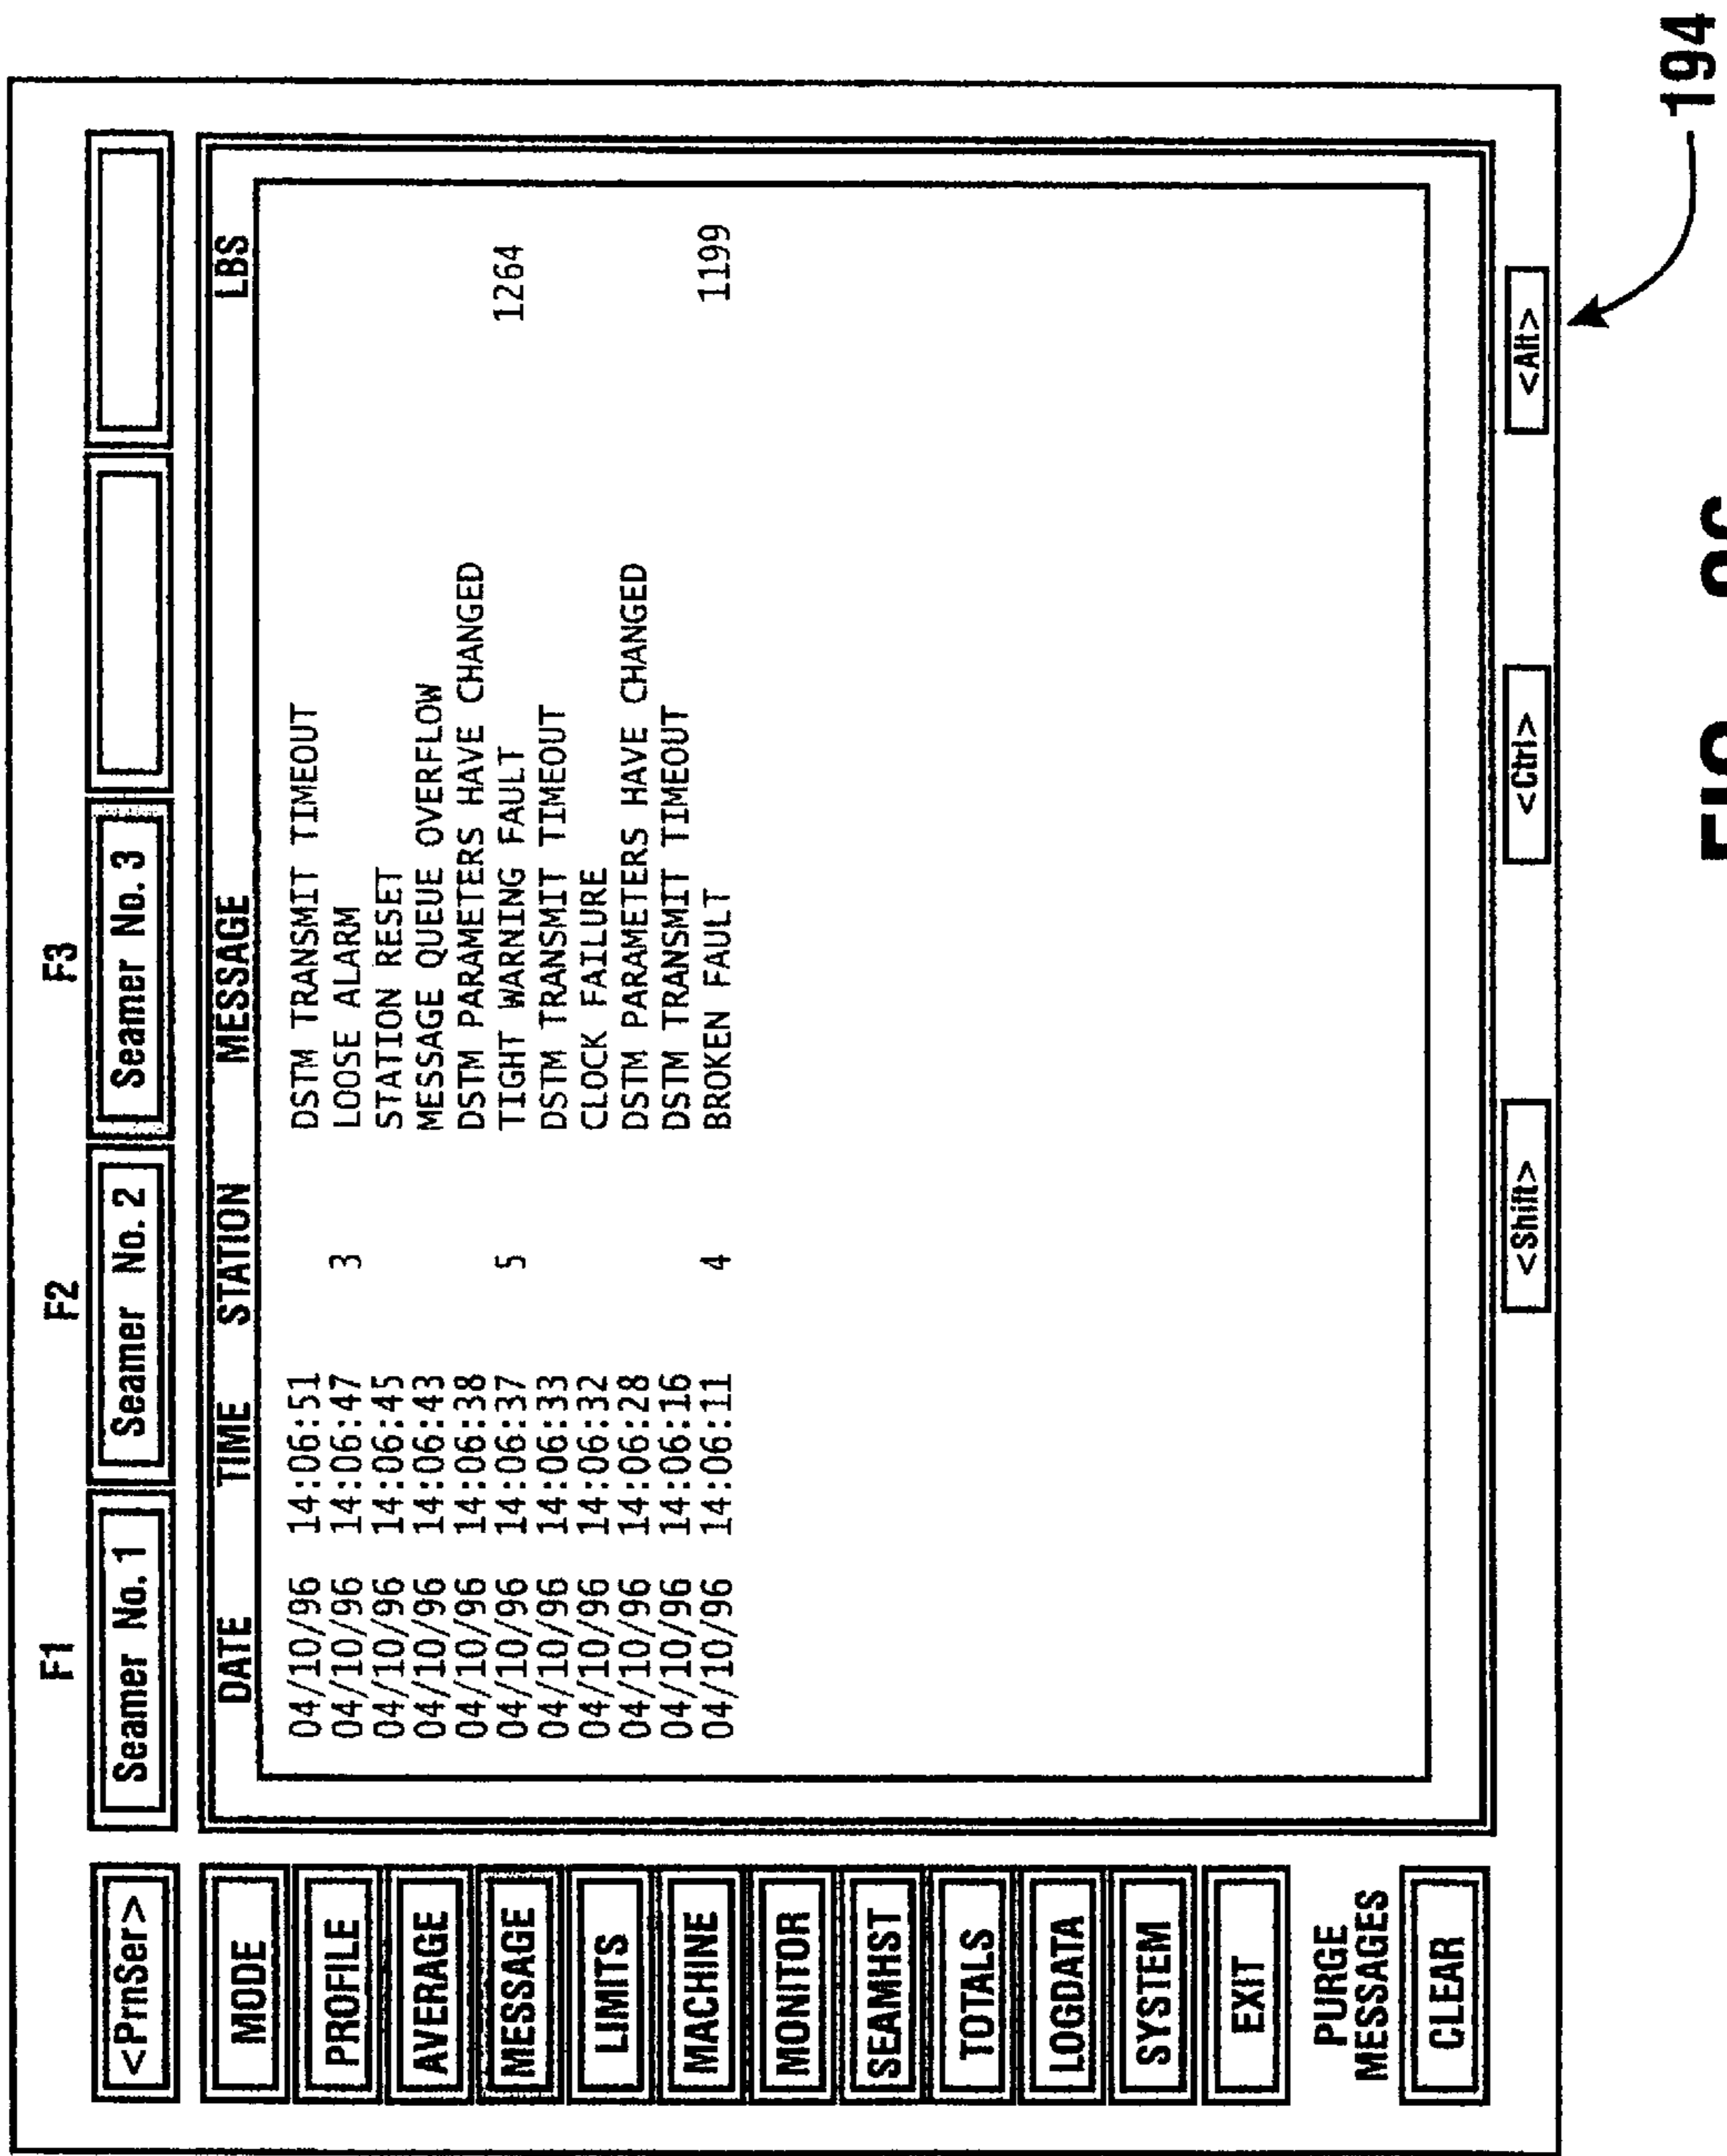 F1 F2 F3
<PrnScr> Seamer No. 1 Seamer No. 2 Seamer No. 3
MODE
PROFILE
AVERAGE
MESSAGE
LIMITS
MACHINE
MONITOR
SEAMHST
TOTALS
LOGDATA
SYSTEM
EXIT
PURGE
MESSAGES
CLEAR
DATE TIME STATION MESSAGE LBS
04/10/96 14:06:51 DSTM TRANSMIT TIMEOUT
04/10/96 14:06:47 3 LOOSE ALARM
04/10/96 14:06:45 STATION RESET
04/10/96 14:06:43 MESSAGE QUEUE OVERFLOW
04/10/96 14:06:38 DSTM PARAMETERS HAVE CHANGED
04/10/96 14:06:37 5 TIGHT WARNING FAULT 1264
04/10/96 14:06:33 DSTM TRANSMIT TIMEOUT
04/10/96 14:06:32 CLOCK FAILURE
04/10/96 14:06:28 DSTM PARAMETERS HAVE CHANGED
04/10/96 14:06:16 DSTM TRANSMIT TIMEOUT
04/10/96 14:06:11 4 BROKEN FAULT 1199
<Shift> <Ctrl> <Alt>
194